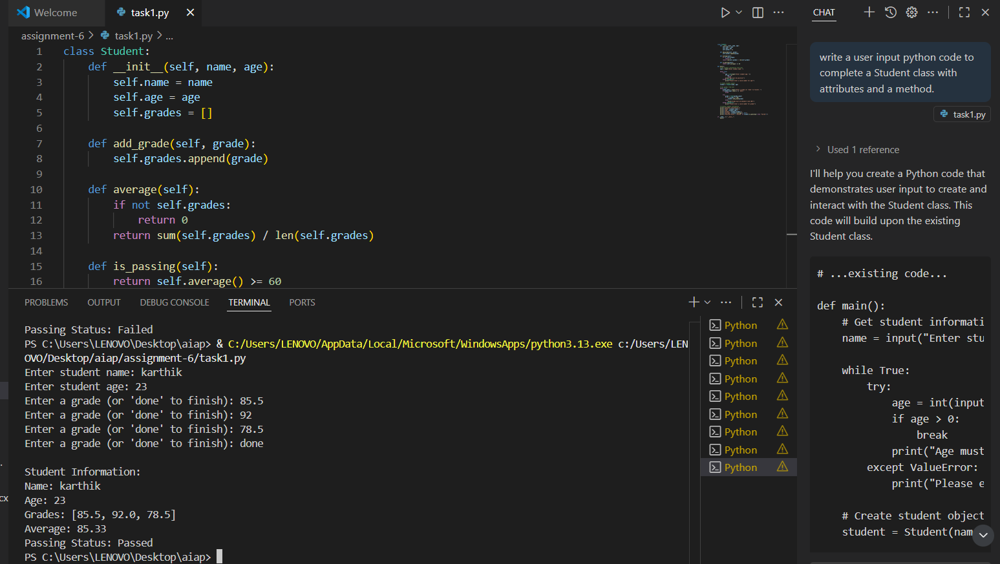 Welcome
task1.py
assignment-6 > task1.py > ...
1 class Student:
2     def __init__(self, name, age):
3         self.name = name
4         self.age = age
5         self.grades = []
6
7     def add_grade(self, grade):
8         self.grades.append(grade)
9
10     def average(self):
11         if not self.grades:
12             return 0
13         return sum(self.grades) / len(self.grades)
14
15     def is_passing(self):
16         return self.average() >= 60
PROBLEMS OUTPUT DEBUG CONSOLE TERMINAL PORTS
Passing Status: Failed
PS C:\Users\LENOVO\Desktop\aiap> & C:/Users/LENOVO/AppData/Local/Microsoft/WindowsApps/python3.13.exe c:/Users/LEN
OVO/Desktop/aiap/assignment-6/task1.py
Enter student name: karthik
Enter student age: 23
Enter a grade (or 'done' to finish): 85.5
Enter a grade (or 'done' to finish): 92
Enter a grade (or 'done' to finish): 78.5
Enter a grade (or 'done' to finish): done

Student Information:
Name: karthik
Age: 23
Grades: [85.5, 92.0, 78.5]
Average: 85.33
Passing Status: Passed
PS C:\Users\LENOVO\Desktop\aiap>
Python
Python
Python
Python
Python
Python
Python
Python
Python
CHAT
write a user input python code to
complete a Student class with
attributes and a method.
task1.py
> Used 1 reference
I'll help you create a Python code that
demonstrates user input to create and
interact with the Student class. This
code will build upon the existing
Student class.
# ...existing code...

def main():
    # Get student informati
    name = input("Enter stu

    while True:
        try:
            age = int(input
            if age > 0:
                break
            print("Age must
        except ValueError:
            print("Please e

    # Create student object
    student = Student(nam
cx